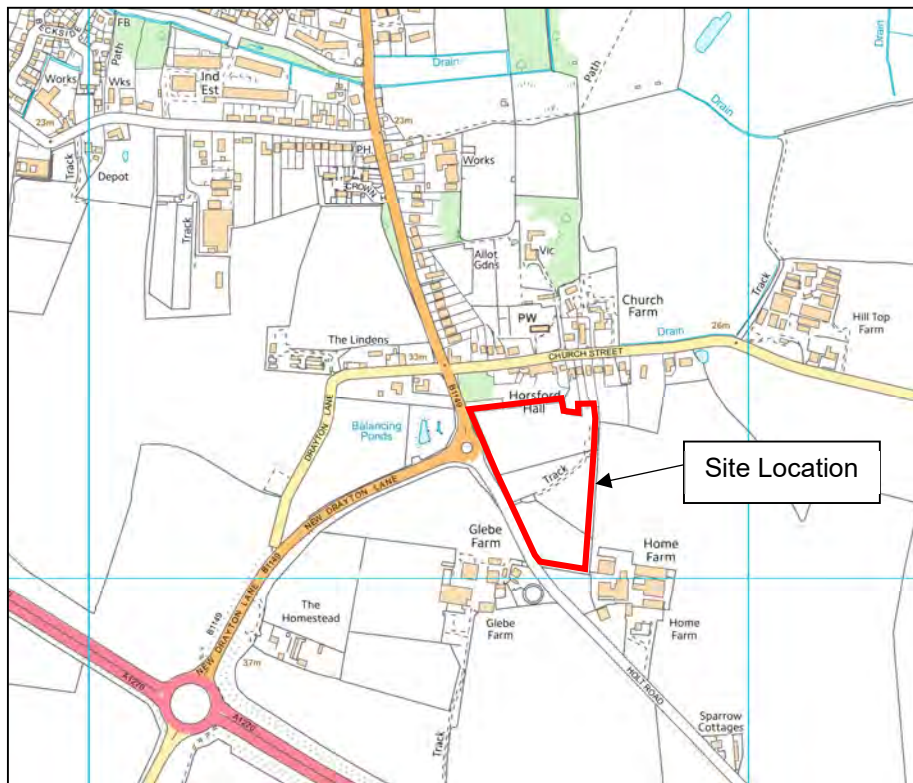 ECKSIDE
FB
Path
Works
Wks
Ind
Est
Drain
Drain
Path
Drain
23m
23m
Track
Depot
PH
CROWN
Works
Track
Allot
Gdns
Vic
Church
Farm
Track
Hill Top
Farm
PW
Drain
26m
The Lindens
33m
CHURCH STREET
B1149
Horsford
Hall
DRAYTON LANE
Balancing
Ponds
Track
Site Location
NEW DRAYTON LANE
B1149
Glebe
Farm
Home
Farm
B1149
NEW DRAYTON LANE
The
Homestead
Glebe
Farm
Home
Farm
37m
HOLT ROAD
A1270
A1270
Track
Sparrow
Cottages